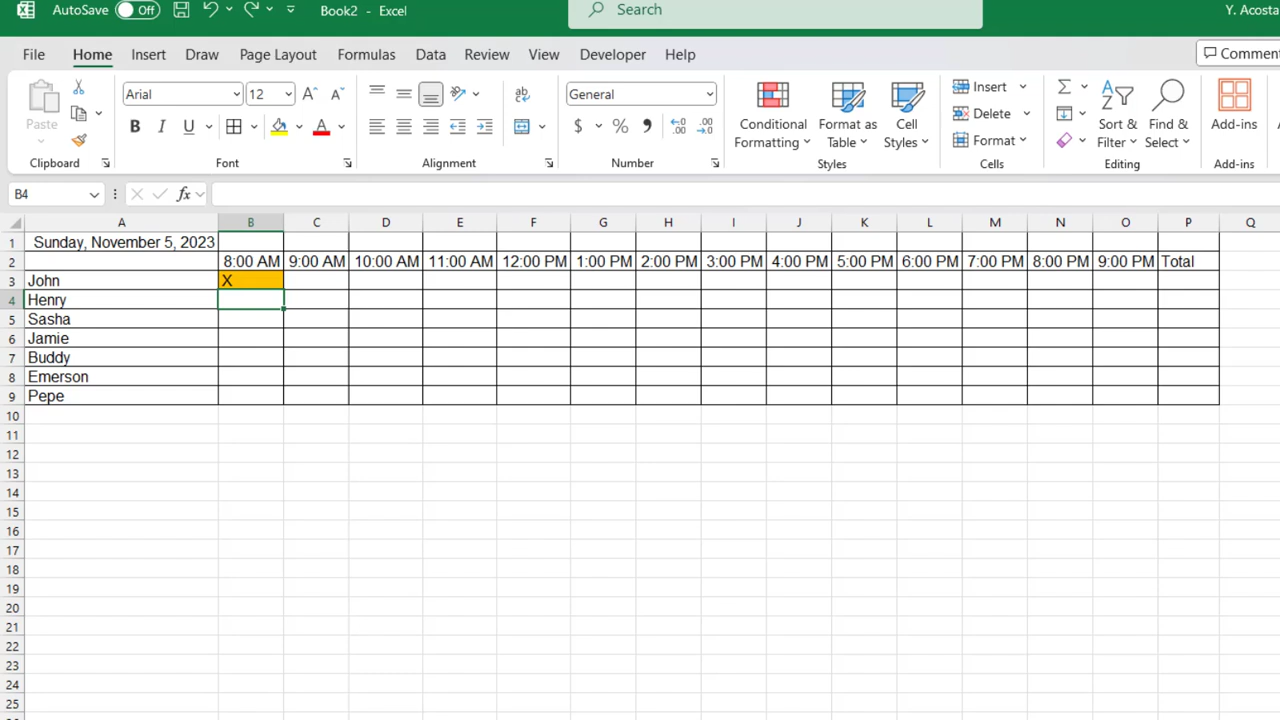 AutoSave Off Book2 - Excel Search Y. Acosta
File Home Insert Draw Page Layout Formulas Data Review View Developer Help Commen
Paste Arial 12 A A ab c General Conditional Formatting Format as Table Cell Styles Insert Delete Format Sort & Filter Find & Select Add-ins
B I U A $ % 9
Clipboard Font Alignment Number Styles Cells Editing Add-ins
B4 fx
A B C D E F G H I J K L M N O P Q
1 Sunday, November 5, 2023
2 8:00 AM 9:00 AM 10:00 AM 11:00 AM 12:00 PM 1:00 PM 2:00 PM 3:00 PM 4:00 PM 5:00 PM 6:00 PM 7:00 PM 8:00 PM 9:00 PM Total
3 John X
4 Henry
5 Sasha
6 Jamie
7 Buddy
8 Emerson
9 Pepe
10
11
12
13
14
15
16
17
18
19
20
21
22
23
24
25